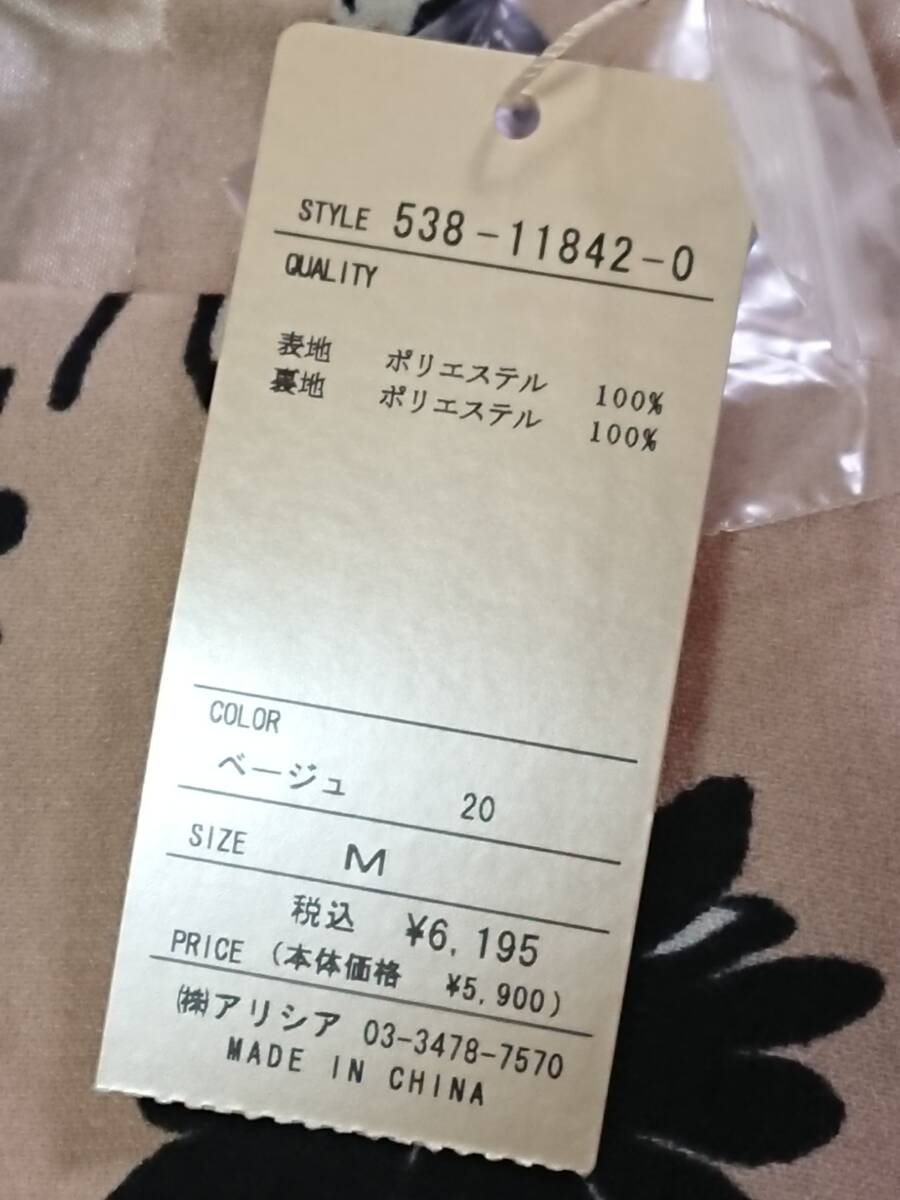 STYLE 538-11842-0
QUALITY
表地 ポリエステル 100%
裏地 ポリエステル 100%
COLOR
ベージュ 20
SIZE M
税込 ¥6,195
PRICE (本体価格 ¥5,900)
㈱アリシア 03-3478-7570
MADE IN CHINA